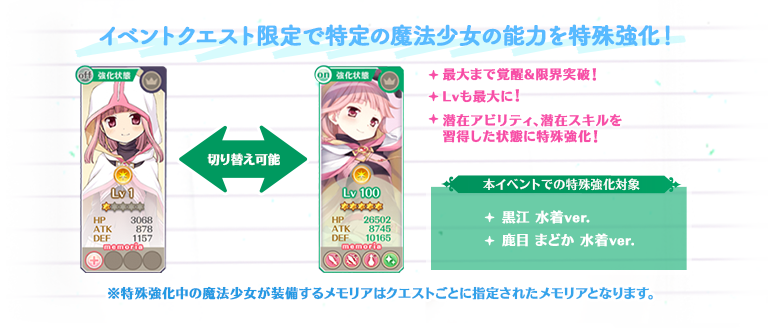 イベントクエスト限定で特定の魔法少女の能力を特殊強化！
off 強化状態
Lv 1
HP 3068
ATK 878
DEF 1157
memoria
切り替え可能
on 強化状態
Lv 100
HP 26502
ATK 8745
DEF 10165
memoria
最大まで覚醒&限界突破！
Lvも最大に！
潜在アビリティ、潜在スキルを
習得した状態に特殊強化！
本イベントでの特殊強化対象
黒江 水着ver.
鹿目 まどか 水着ver.
※特殊強化中の魔法少女が装備するメモリアはクエストごとに指定されたメモリアとなります。